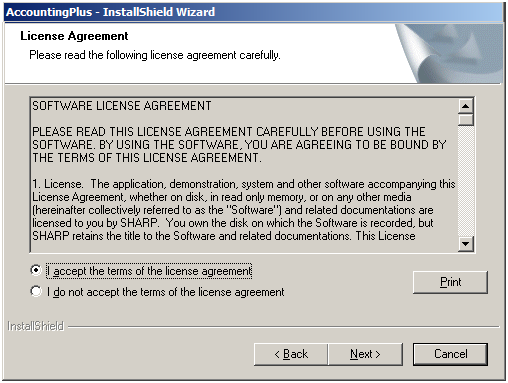 AccountingPlus - InstallShield Wizard
License Agreement
Please read the following license agreement carefully.
SOFTWARE LICENSE AGREEMENT
PLEASE READ THIS LICENSE AGREEMENT CAREFULLY BEFORE USING THE
SOFTWARE. BY USING THE SOFTWARE, YOU ARE AGREEING TO BE BOUND BY
THE TERMS OF THIS LICENSE AGREEMENT.
1. License.  The application, demonstration, system and other software accompanying this
License Agreement, whether on disk, in read only memory, or on any other media
(hereinafter collectively referred to as the "Software") and related documentations are
licensed to you by SHARP.  You own the disk on which the Software is recorded, but
SHARP retains the title to the Software and related documentations. This License
I accept the terms of the license agreement
I do not accept the terms of the license agreement
Print
InstallShield
< Back
Next >
Cancel